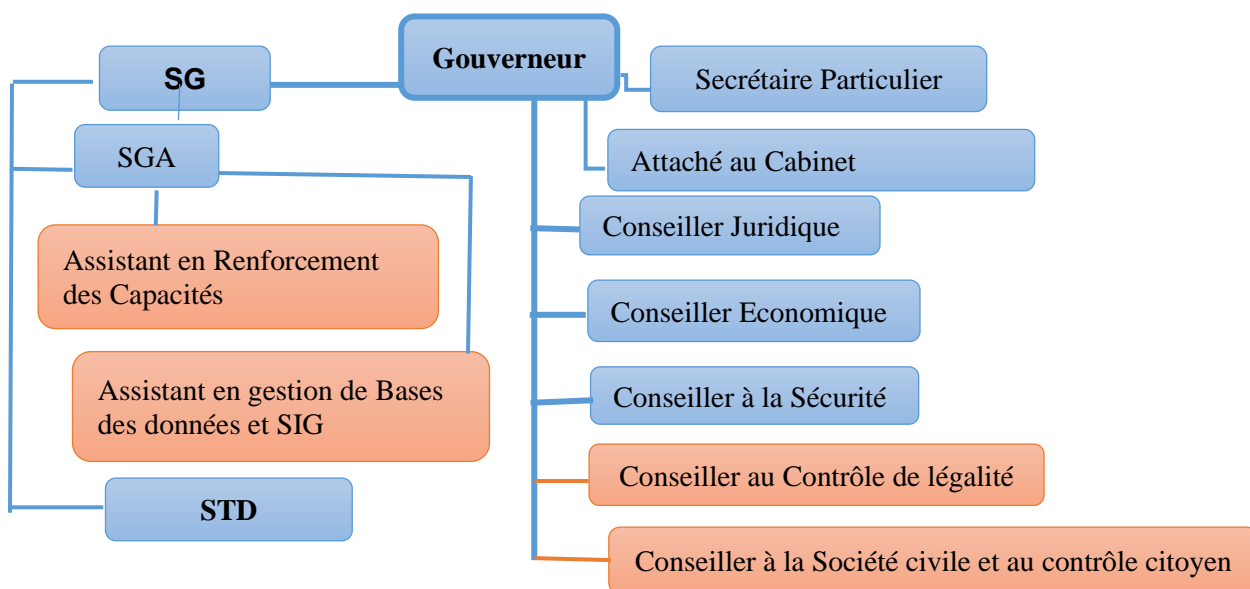 Gouverneur
SG
Secrétaire Particulier
SGA
Attaché au Cabinet
Conseiller Juridique
Assistant en Renforcement
des Capacités
Conseiller Economique
Assistant en gestion de Bases
des données et SIG
Conseiller à la Sécurité
Conseiller au Contrôle de légalité
STD
Conseiller à la Société civile et au contrôle citoyen